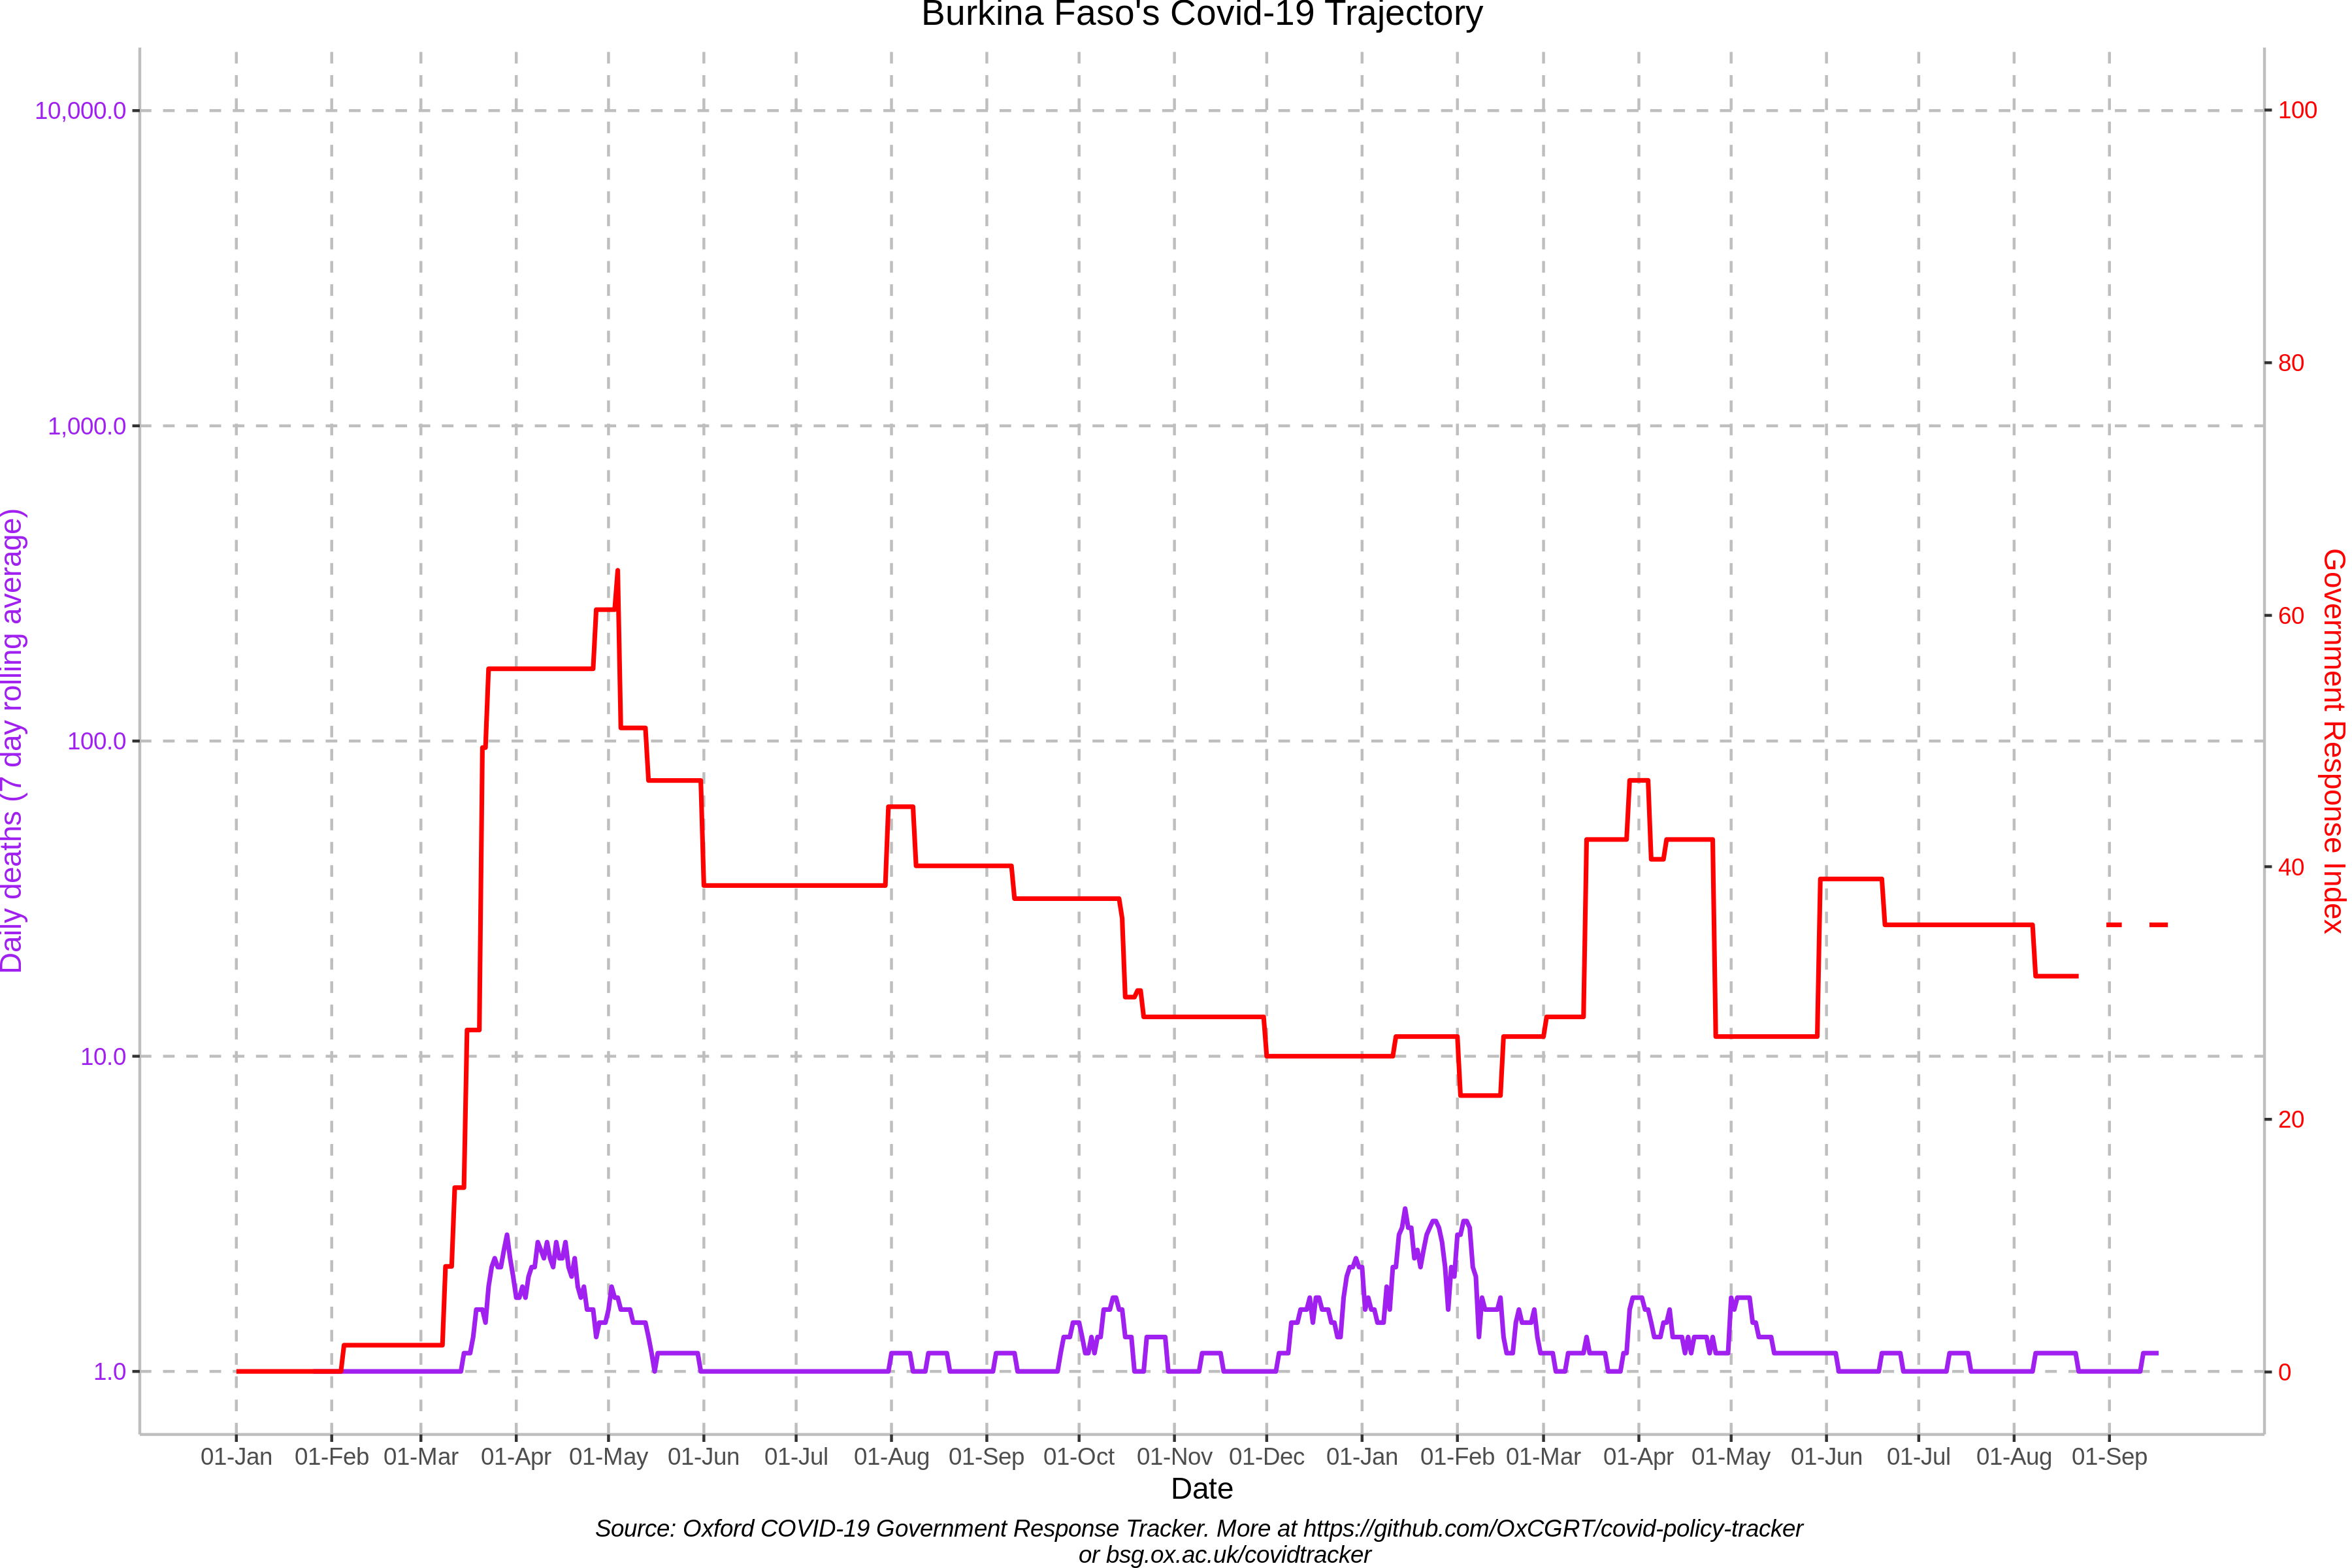 Burkina Faso's Covid-19 Trajectory
10,000.0
1,000.0
100.0
10.0
1.0
Daily deaths (7 day rolling average)
100
80
60
40
20
0
Government Response Index
01-Jan 01-Feb 01-Mar 01-Apr 01-May 01-Jun 01-Jul 01-Aug 01-Sep 01-Oct 01-Nov 01-Dec 01-Jan 01-Feb 01-Mar 01-Apr 01-May 01-Jun 01-Jul 01-Aug 01-Sep
Date
Source: Oxford COVID-19 Government Response Tracker. More at https://github.com/OxCGRT/covid-policy-tracker
or bsg.ox.ac.uk/covidtracker